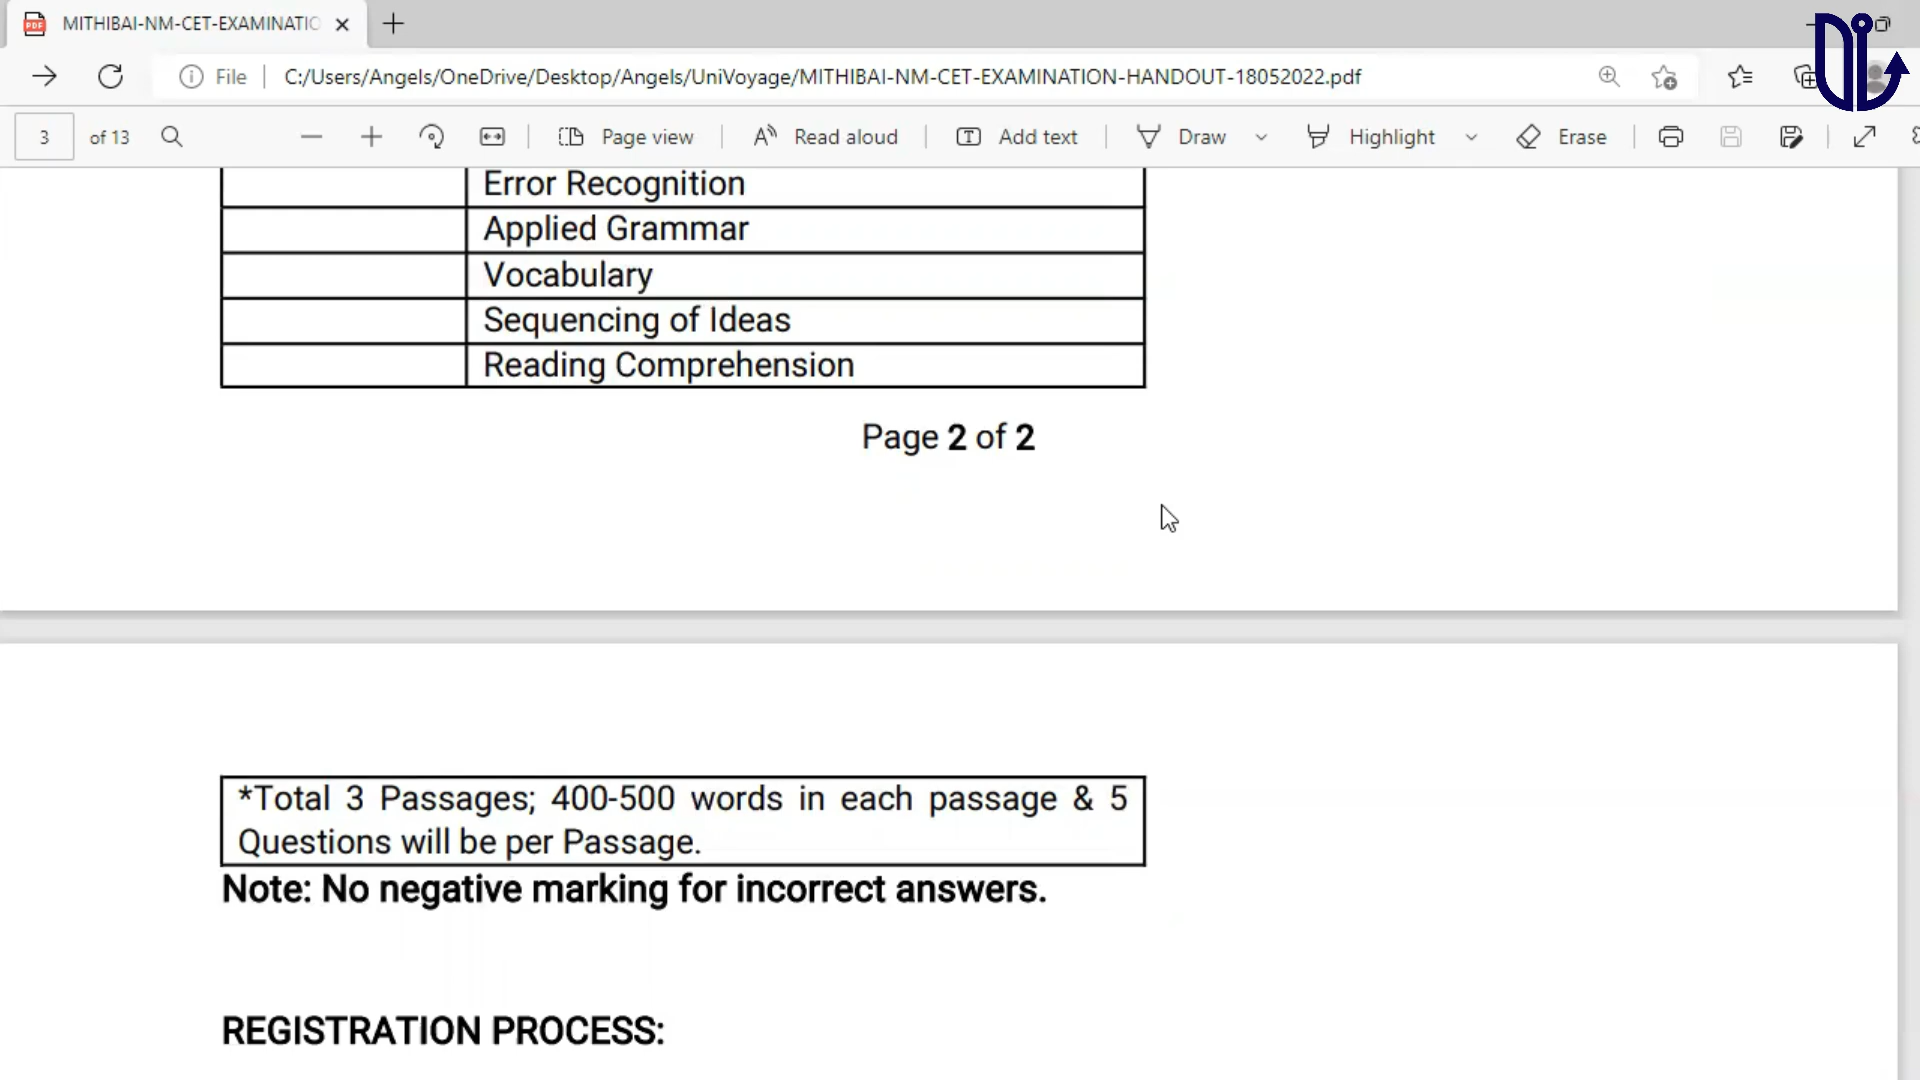 MITHIBAI-NM-CET-EXAMINATIO
File
C:/Users/Angels/OneDrive/Desktop/Angels/UniVoyage/MITHIBAI-NM-CET-EXAMINATION-HANDOUT-18052022.pdf
3 of 13
Page view
Read aloud
Add text
Draw
Highlight
Erase
Error Recognition
Applied Grammar
Vocabulary
Sequencing of Ideas
Reading Comprehension
Page 2 of 2
*Total 3 Passages; 400-500 words in each passage & 5
Questions will be per Passage.
Note: No negative marking for incorrect answers.
REGISTRATION PROCESS: